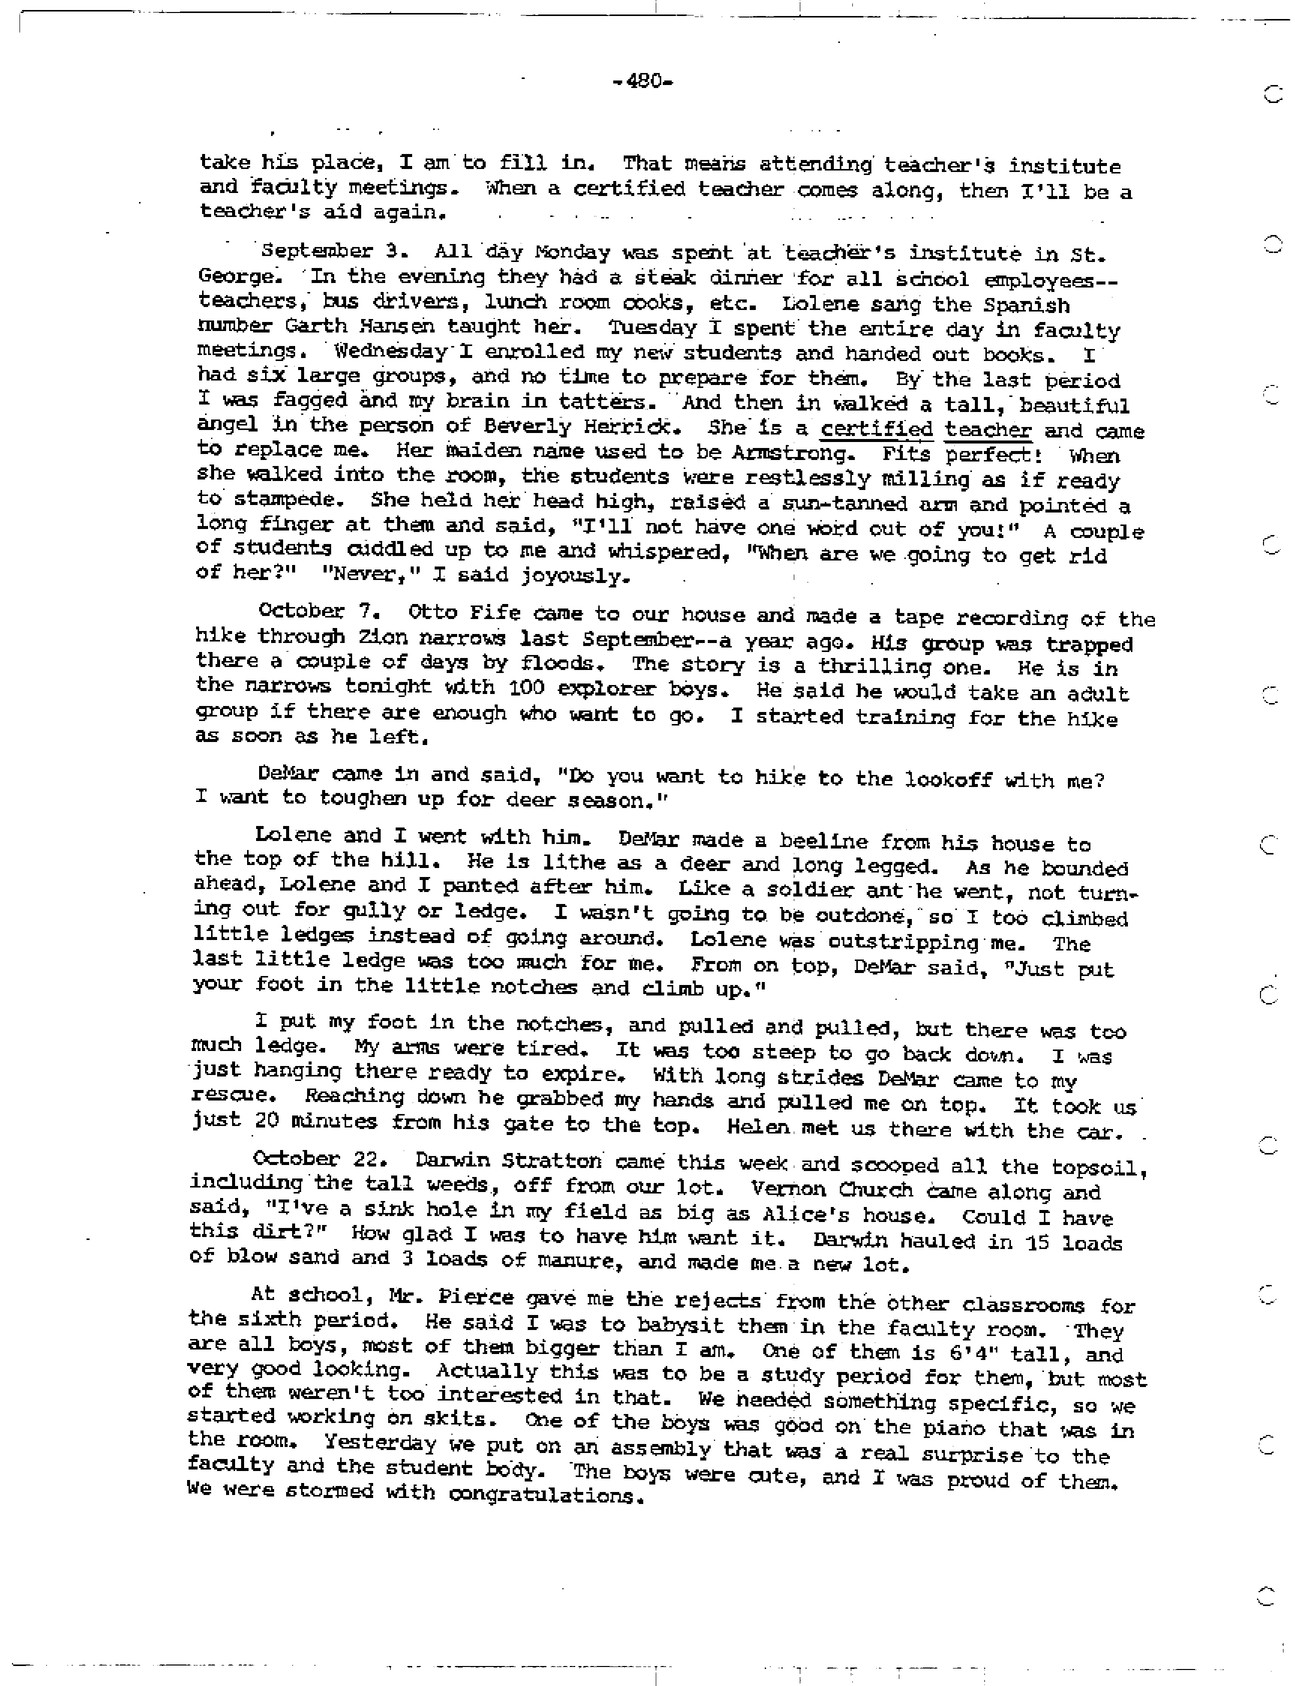 -480-
take his place, I am to fill in. That means attending teacher's institute
and faculty meetings. When a certified teacher comes along, then I'll be a
teacher's aid again.
September 3. All day Monday was spent at teacher's institute in St.
George. In the evening they had a steak dinner for all school employees--
teachers, bus drivers, lunch room cooks, etc. Lolene sang the Spanish
number Garth Hansen taught her. Tuesday I spent the entire day in faculty
meetings. Wednesday I enrolled my new students and handed out books. I
had six large groups, and no time to prepare for them. By the last period
I was fagged and my brain in tatters. And then in walked a tall, beautiful
angel in the person of Beverly Herrick. She is a certified teacher and came
to replace me. Her maiden name used to be Armstrong. Fits perfect! When
she walked into the room, the students were restlessly milling as if ready
to stampede. She held her head high, raised a sun-tanned arm and pointed a
long finger at them and said, "I'll not have one word out of you!" A couple
of students cuddled up to me and whispered, "When are we going to get rid
of her?" "Never," I said joyously.
October 7. Otto Fife came to our house and made a tape recording of the
hike through Zion narrows last September--a year ago. His group was trapped
there a couple of days by floods. The story is a thrilling one. He is in
the narrows tonight with 100 explorer boys. He said he would take an adult
group if there are enough who want to go. I started training for the hike
as soon as he left.
DeMar came in and said, "Do you want to hike to the lookoff with me?
I want to toughen up for deer season."
Lolene and I went with him. DeMar made a beeline from his house to
the top of the hill. He is lithe as a deer and long legged. As he bounded
ahead, Lolene and I panted after him. Like a soldier ant he went, not turn-
ing out for gully or ledge. I wasn't going to be outdone, so I too climbed
little ledges instead of going around. Lolene was outstripping me. The
last little ledge was too much for me. From on top, DeMar said, "Just put
your foot in the little notches and climb up."
I put my foot in the notches, and pulled and pulled, but there was too
much ledge. My arms were tired. It was too steep to go back down. I was
just hanging there ready to expire. With long strides DeMar came to my
rescue. Reaching down he grabbed my hands and pulled me on top. It took us
just 20 minutes from his gate to the top. Helen met us there with the car.
October 22. Darwin Stratton came this week and scooped all the topsoil,
including the tall weeds, off from our lot. Vernon Church came along and
said, "I've a sink hole in my field as big as Alice's house. Could I have
this dirt?" How glad I was to have him want it. Darwin hauled in 15 loads
of blow sand and 3 loads of manure, and made me a new lot.
At school, Mr. Pierce gave me the rejects from the other classrooms for
the sixth period. He said I was to babysit them in the faculty room. They
are all boys, most of them bigger than I am. One of them is 6'4" tall, and
very good looking. Actually this was to be a study period for them, but most
of them weren't too interested in that. We needed something specific, so we
started working on skits. One of the boys was good on the piano that was in
the room. Yesterday we put on an assembly that was a real surprise to the
faculty and the student body. The boys were cute, and I was proud of them.
We were stormed with congratulations.